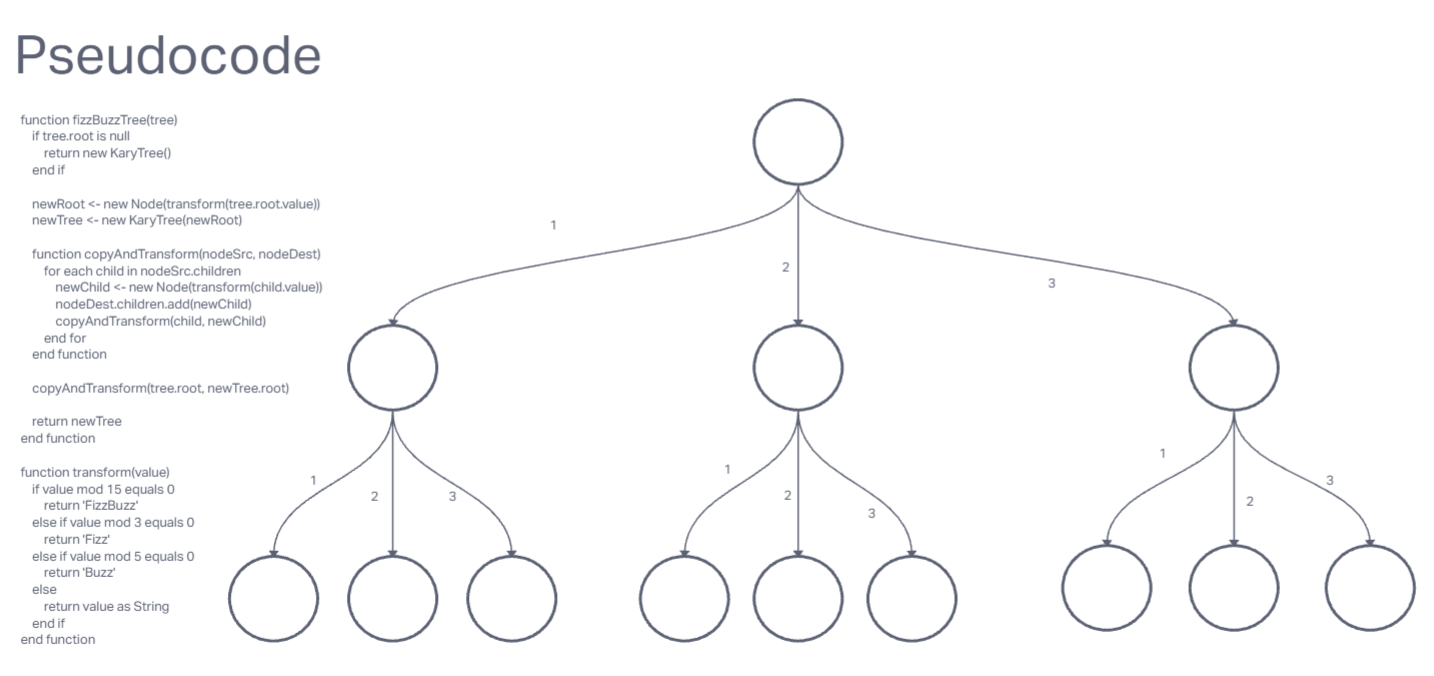 Pseudocode
function fizzBuzzTree(tree)
if tree.root is null
return new KaryTree()
end if
newRoot <- new Node(transform(tree.root.value))
newTree <- new KaryTree(newRoot)
function copyAndTransform(nodeSrc, nodeDest)
for each child in nodeSrc.children
newChild <- new Node(transform(child.value))
nodeDest.children.add(newChild)
copyAndTransform(child, newChild)
end for
end function
copyAndTransform(tree.root, newTree.root)
return newTree
end function
function transform(value)
if value mod 15 equals 0
return 'FizzBuzz'
else if value mod 3 equals 0
return 'Fizz'
else if value mod 5 equals 0
return 'Buzz'
else
return value as String
end if
end function
1
2
3
1
2
3
1
2
3
1
2
3